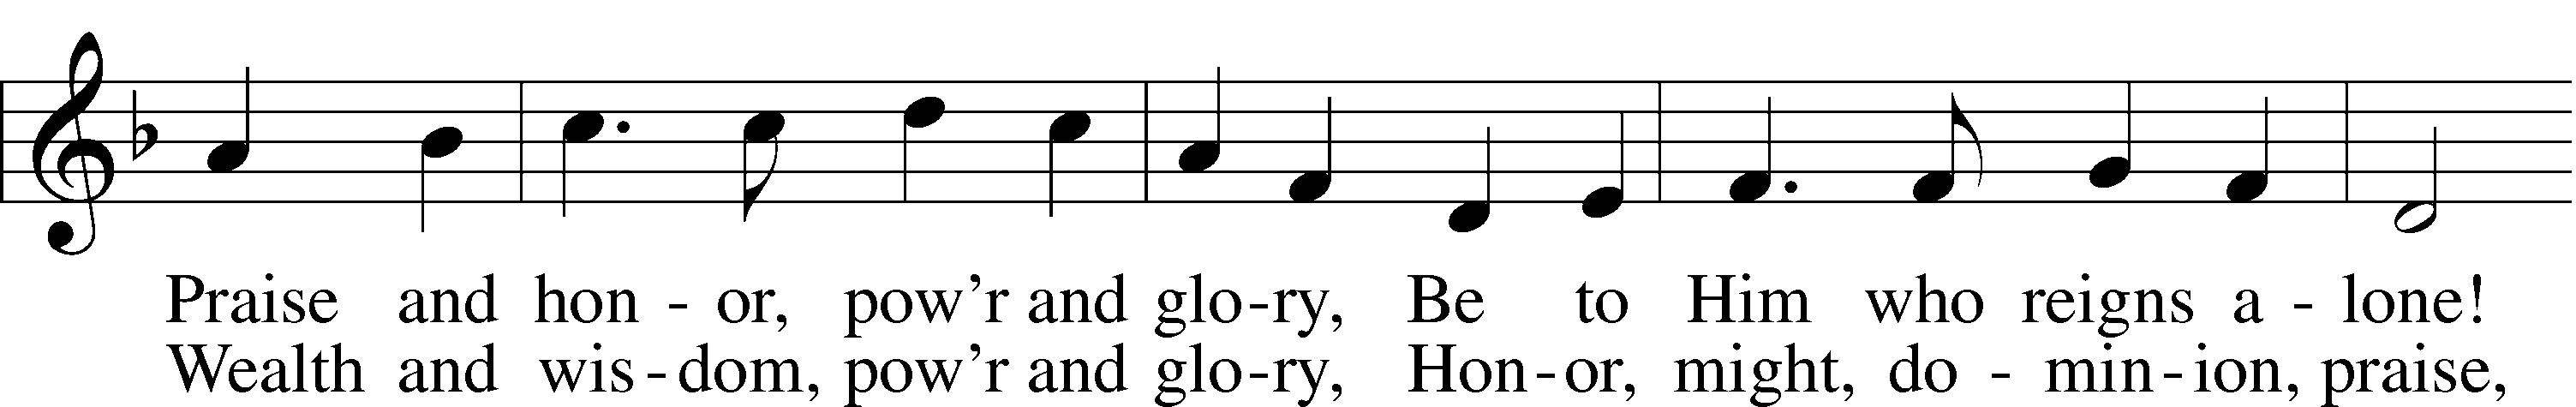 Praise and hon - or, pow'r and glo-ry, Be to Him who reigns a - lone!
Wealth and wis-dom, pow'r and glo-ry, Hon-or, might, do - min-ion, praise,